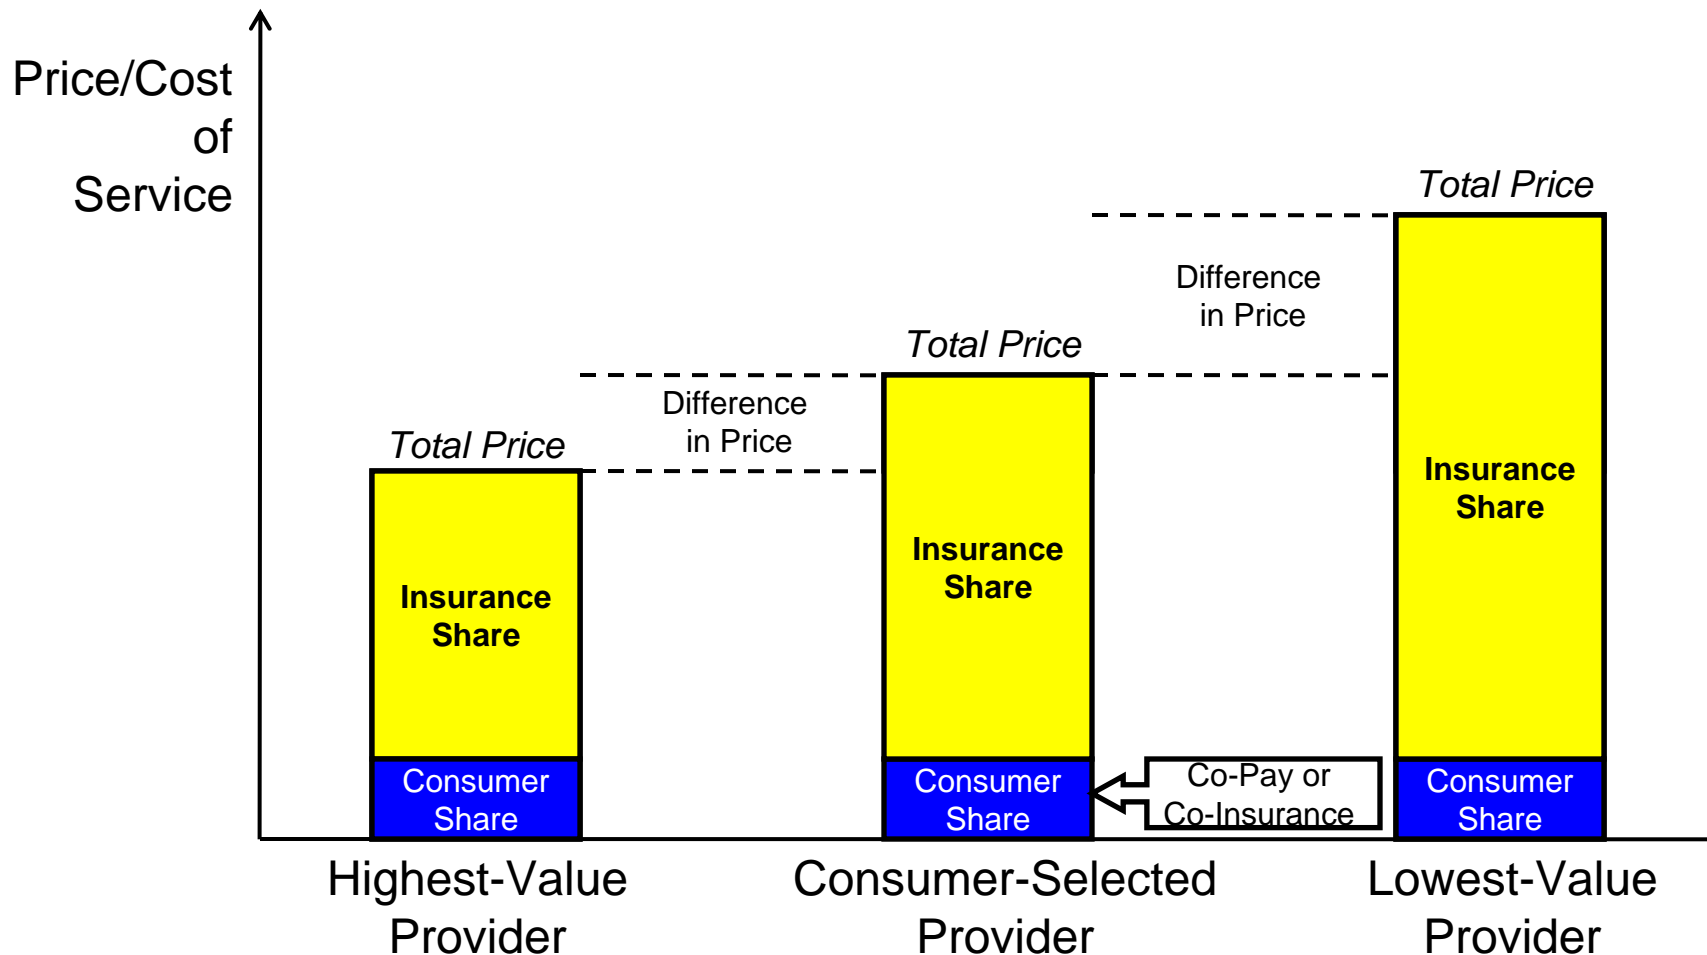 Price/Cost
of
Service
Total Price
Difference
in Price
Total Price
Difference
in Price
Total Price
Insurance
Share
Insurance
Share
Insurance
Share
Consumer
Share
Consumer
Share
Co-Pay or
Co-Insurance
Consumer
Share
Highest-Value
Provider
Consumer-Selected
Provider
Lowest-Value
Provider